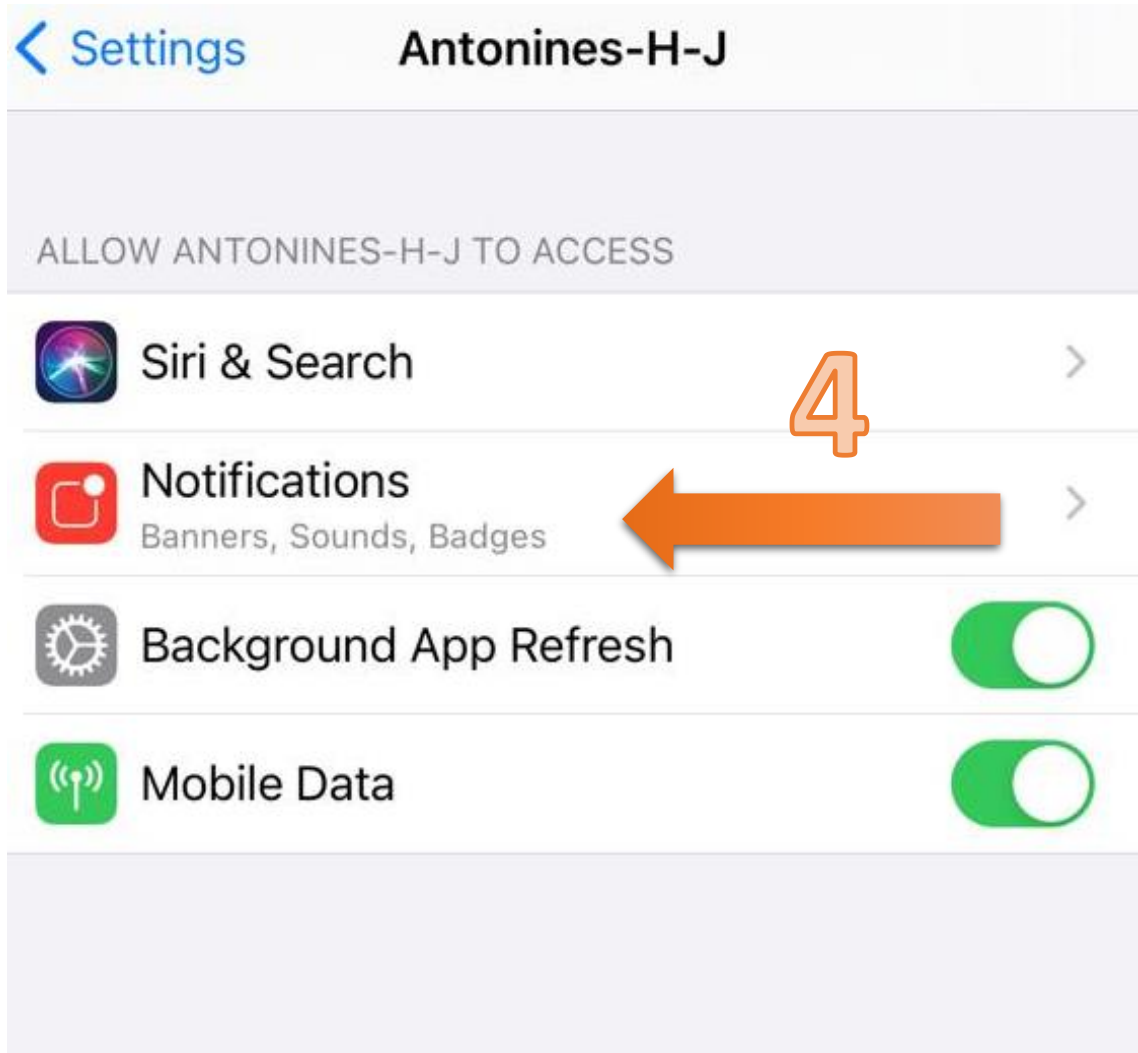 Settings Antonines-H-J
ALLOW ANTONINES-H-J TO ACCESS
Siri & Search
4
Notifications
Banners, Sounds, Badges
Background App Refresh
Mobile Data